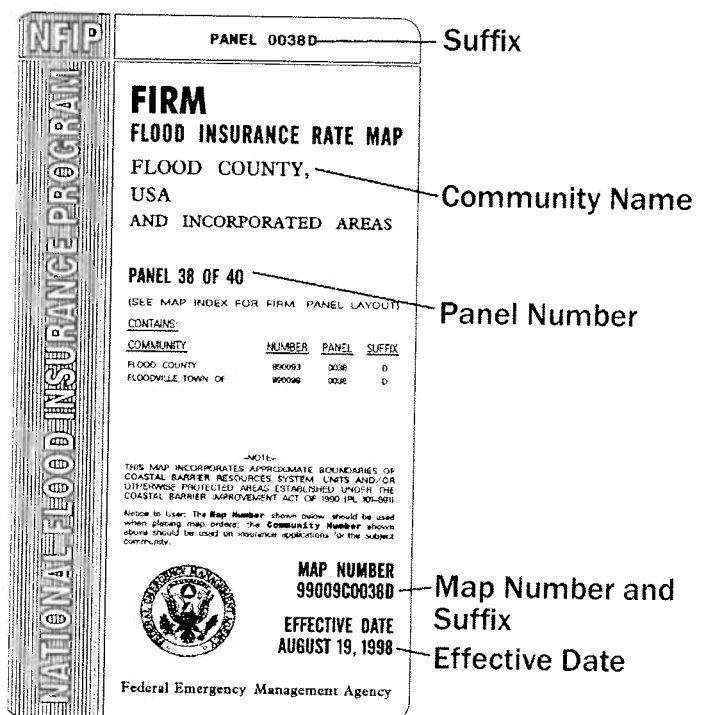 NFIP
PANEL 0038D
Suffix
NATIONAL FLOOD INSURANCE PROGRAM
FIRM
FLOOD INSURANCE RATE MAP
FLOOD COUNTY,
USA
AND INCORPORATED AREAS
Community Name
PANEL 38 OF 40
Panel Number
(SEE MAP INDEX FOR FIRM PANEL LAYOUT)
CONTAINS:
COMMUNITY NUMBER PANEL SUFFIX
FLOOD COUNTY 990093 0038 D
FLOODVILLE, TOWN OF 0038 D
-NOTE-
THIS MAP INCORPORATES APPROXIMATE BOUNDARIES OF
COASTAL BARRIER RESOURCES SYSTEM UNITS AND/OR
OTHERWISE PROTECTED AREAS ESTABLISHED UNDER THE
COASTAL BARRIER IMPROVEMENT ACT OF 1990 (PL 101-591)
Notice to User: The Map Number shown below should be used
when placing map orders; the Community Number shown
above should be used on insurance applications for the subject
community.
FEDERAL EMERGENCY MANAGEMENT AGENCY
MAP NUMBER
99009C0038D
Map Number and
Suffix
EFFECTIVE DATE
AUGUST 19, 1998
Effective Date
Federal Emergency Management Agency